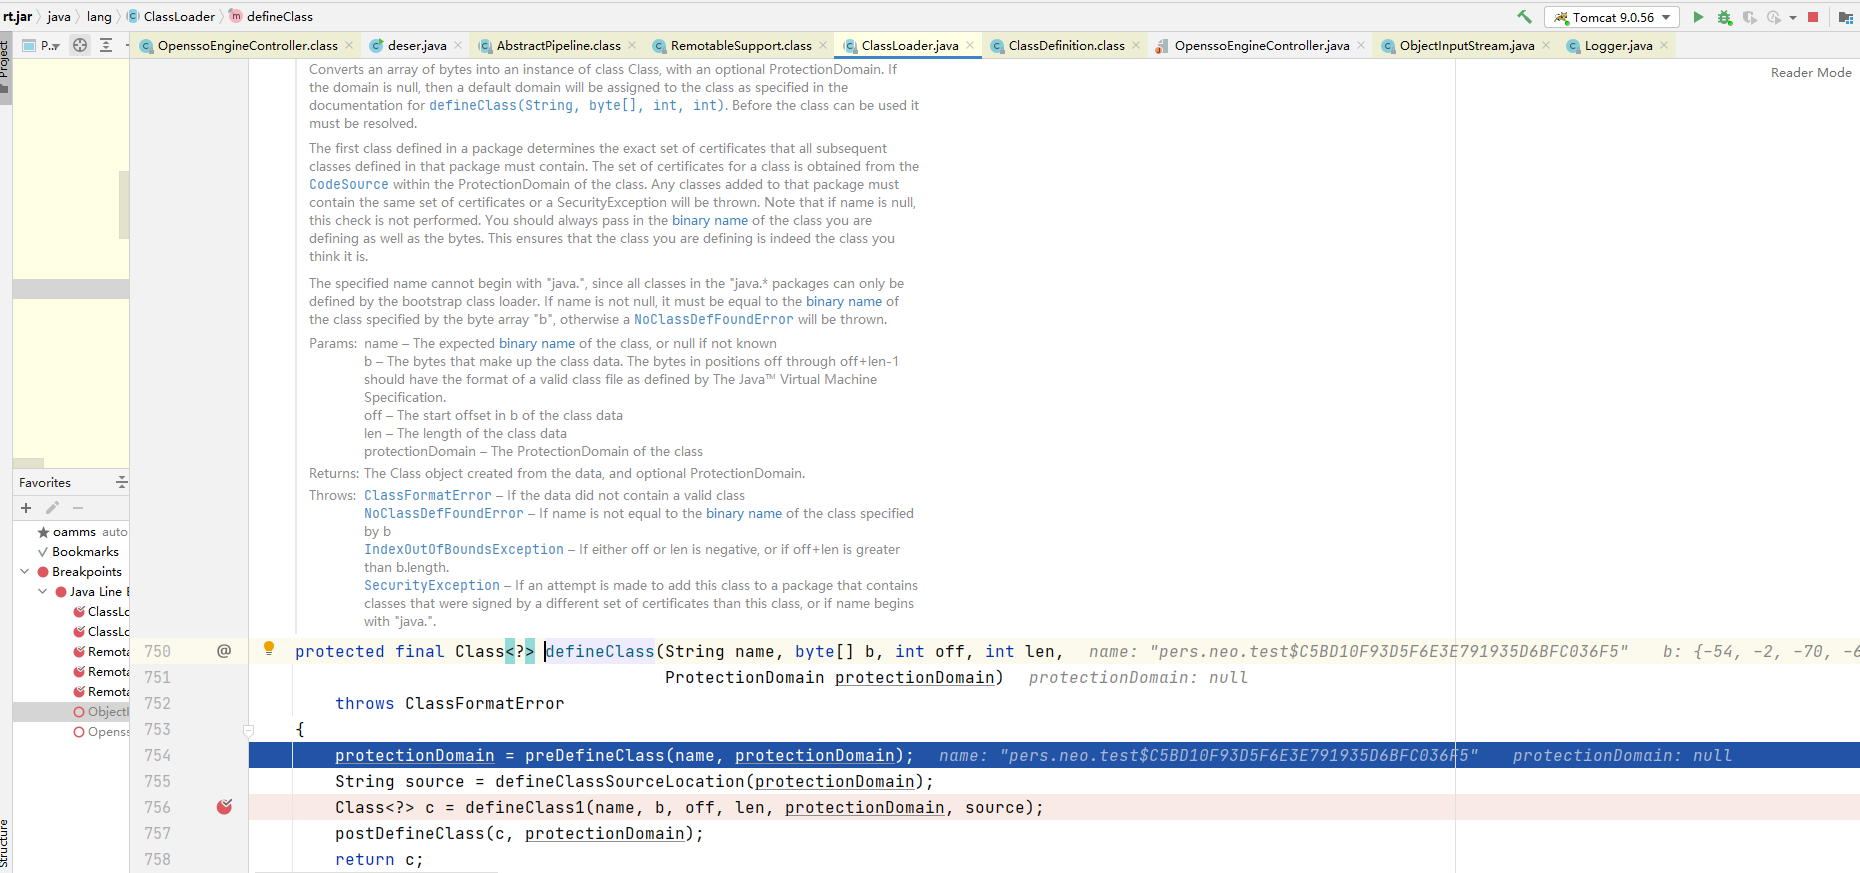 rt.jar java lang ClassLoader defineClass
Tomcat 9.0.56
Project
P..
OpenssoEngineController.class deser.java AbstractPipeline.class RemotableSupport.class ClassLoader.java ClassDefinition.class OpenssoEngineController.java ObjectInputStream.java Logger.java
Reader Mode
Converts an array of bytes into an instance of class Class, with an optional ProtectionDomain. If
the domain is null, then a default domain will be assigned to the class as specified in the
documentation for defineClass(String, byte[], int, int). Before the class can be used it
must be resolved.
The first class defined in a package determines the exact set of certificates that all subsequent
classes defined in that package must contain. The set of certificates for a class is obtained from the
CodeSource within the ProtectionDomain of the class. Any classes added to that package must
contain the same set of certificates or a SecurityException will be thrown. Note that if name is null,
this check is not performed. You should always pass in the binary name of the class you are
defining as well as the bytes. This ensures that the class you are defining is indeed the class you
think it is.
The specified name cannot begin with "java.", since all classes in the "java.* packages can only be
defined by the bootstrap class loader. If name is not null, it must be equal to the binary name of
the class specified by the byte array "b", otherwise a NoClassDefFoundError will be thrown.
Params: name – The expected binary name of the class, or null if not known
b – The bytes that make up the class data. The bytes in positions off through off+len-1
should have the format of a valid class file as defined by The Java™ Virtual Machine
Specification.
off – The start offset in b of the class data
len – The length of the class data
protectionDomain – The ProtectionDomain of the class
Returns: The Class object created from the data, and optional ProtectionDomain.
Throws: ClassFormatError – If the data did not contain a valid class
NoClassDefFoundError – If name is not equal to the binary name of the class specified
by b
IndexOutOfBoundsException – If either off or len is negative, or if off+len is greater
than b.length.
SecurityException – If an attempt is made to add this class to a package that contains
classes that were signed by a different set of certificates than this class, or if name begins
with "java.".
Favorites
oamms auto
Bookmarks
Breakpoints
Java Line
ClassLo
ClassLo
Remota
Remota
Remota
ObjectI
Openss
Structure
750 @ protected final Class<?> defineClass(String name, byte[] b, int off, int len, name: "pers.neo.test$C5BD10F93D5F6E3E791935D6BFC036F5" b: {-54, -2, -70, -6
751 ProtectionDomain protectionDomain) protectionDomain: null
752 throws ClassFormatError
753 {
754 protectionDomain = preDefineClass(name, protectionDomain); name: "pers.neo.test$C5BD10F93D5F6E3E791935D6BFC036F5" protectionDomain: null
755 String source = defineClassSourceLocation(protectionDomain);
756 Class<?> c = defineClass1(name, b, off, len, protectionDomain, source);
757 postDefineClass(c, protectionDomain);
758 return c;